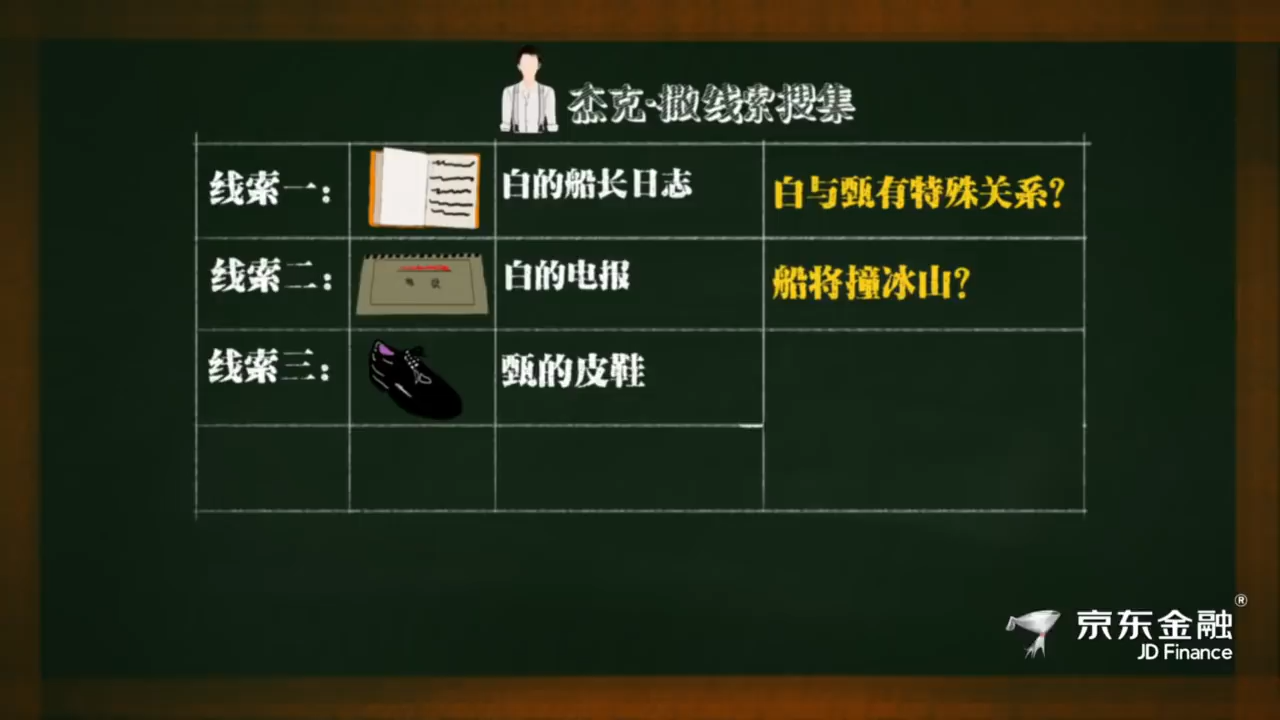 杰克·撒线索搜集
线索一： 白的船长日志 白与甄有特殊关系？
线索二： 白的电报 船将撞冰山？
线索三： 甄的皮鞋
京东金融®
JD Finance